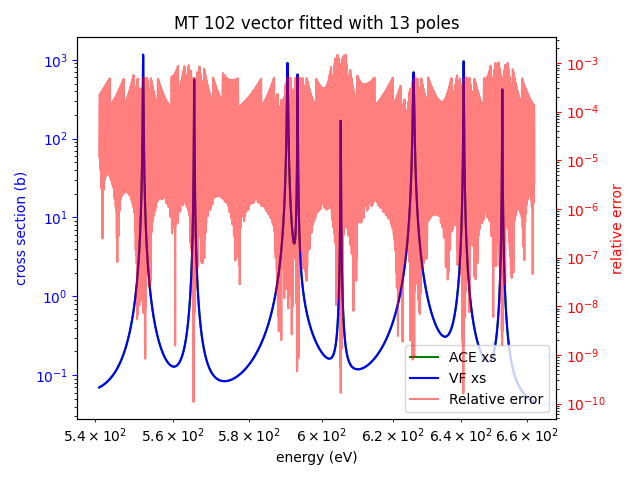 MT 102 vector fitted with 13 poles
10³
10²
10¹
10⁰
10⁻¹
cross section (b)
10⁻³
10⁻⁴
10⁻⁵
10⁻⁶
10⁻⁷
10⁻⁸
10⁻⁹
10⁻¹⁰
relative error
ACE xs
VF xs
Relative error
5.4 × 10² 5.6 × 10² 5.8 × 10² 6 × 10² 6.2 × 10² 6.4 × 10² 6.6 × 10²
energy (eV)